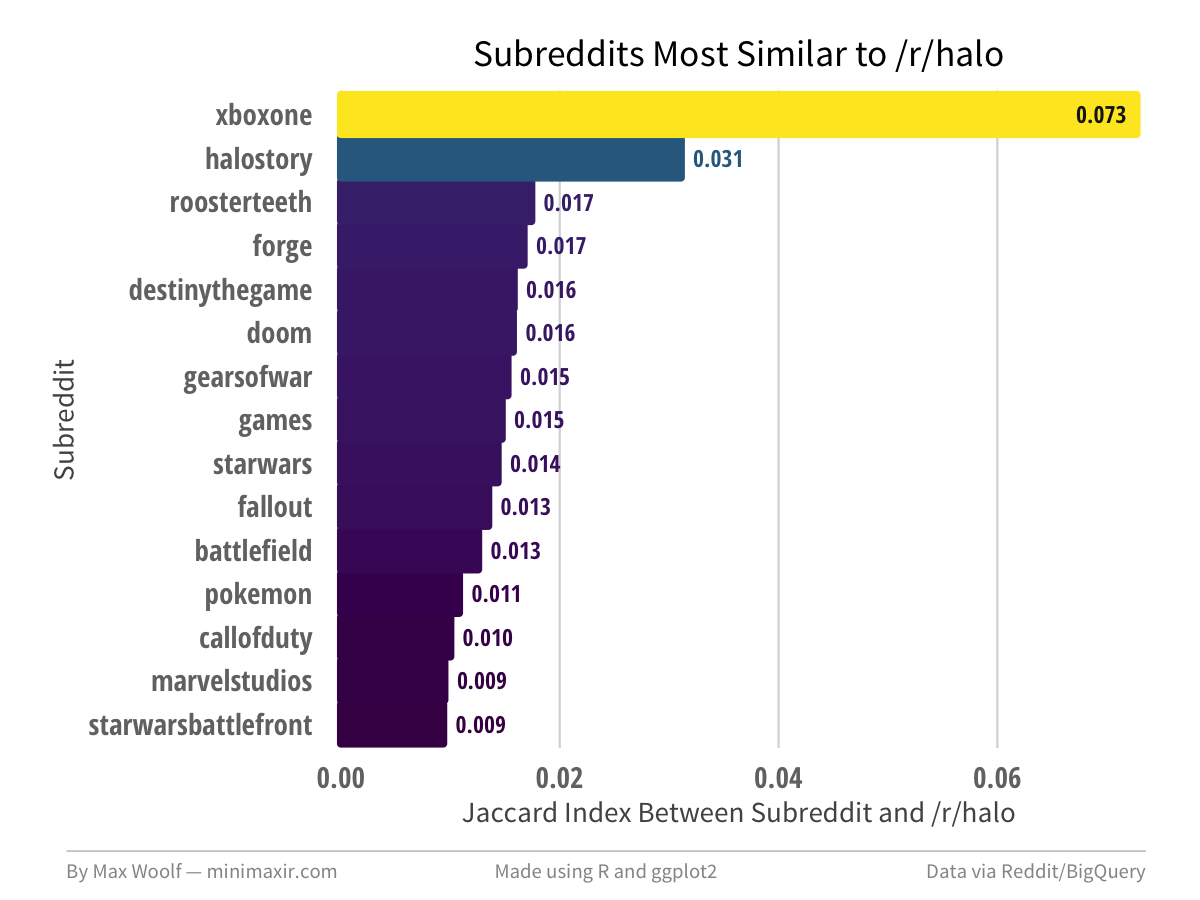 Subreddits Most Similar to /r/halo
Subreddit
xboxone 0.073
halostory 0.031
roosterteeth 0.017
forge 0.017
destinythegame 0.016
doom 0.016
gearsofwar 0.015
games 0.015
starwars 0.014
fallout 0.013
battlefield 0.013
pokemon 0.011
callofduty 0.010
marvelstudios 0.009
starwarsbattlefront 0.009
0.00 0.02 0.04 0.06
Jaccard Index Between Subreddit and /r/halo
By Max Woolf — minimaxir.com Made using R and ggplot2 Data via Reddit/BigQuery